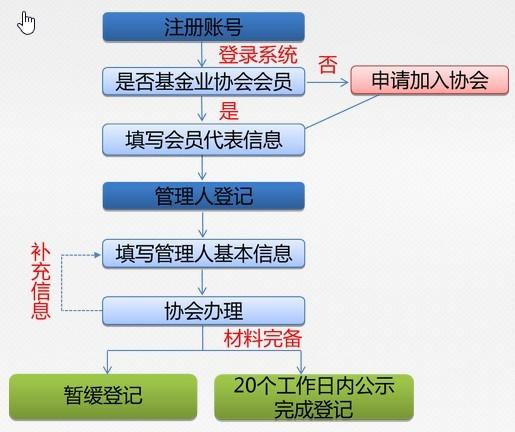 注册账号
登录系统
是否基金业协会会员
否
申请加入协会
是
填写会员代表信息
管理人登记
填写管理人基本信息
补充信息
协会办理
材料完备
暂缓登记
20个工作日内公示
完成登记